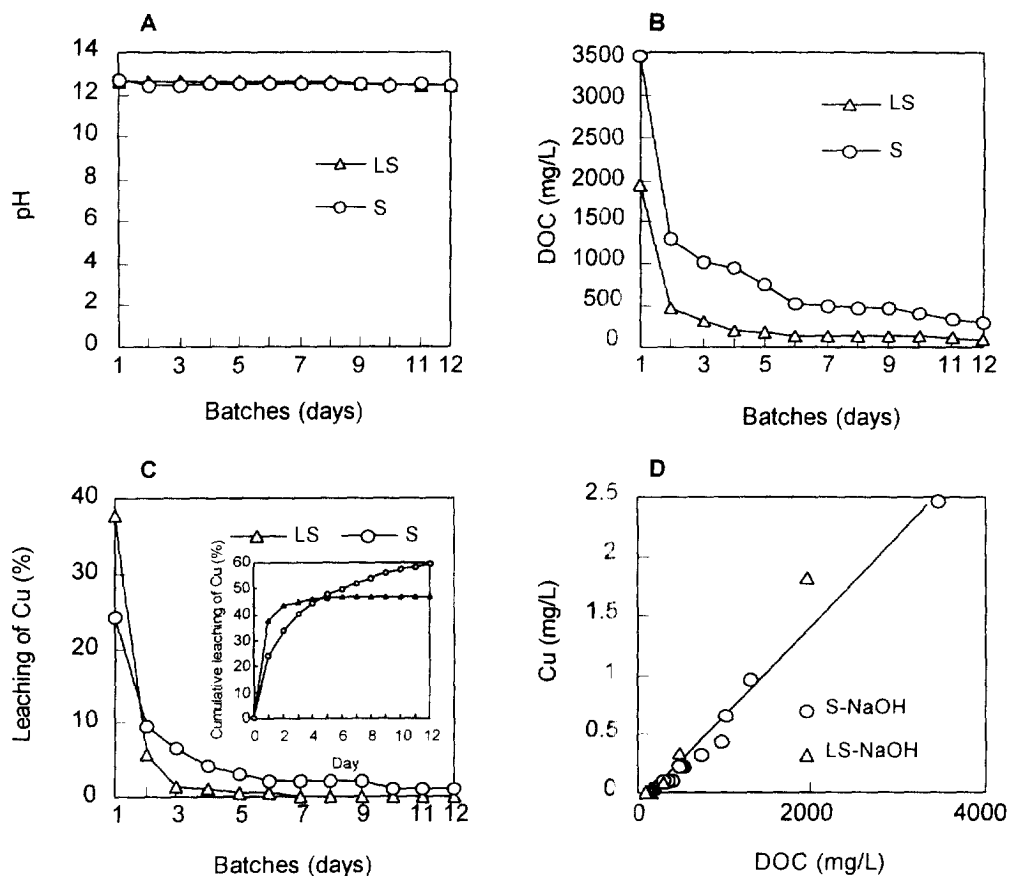 A
14
12
10
8
6
4
2
0
pH
LS
S
1 3 5 7 9 11 12
Batches (days)
B
3500
3000
2500
2000
1500
1000
500
0
DOC (mg/L)
LS
S
1 3 5 7 9 11 12
Batches (days)
C
40
30
20
10
0
Leaching of Cu (%)
LS S
60
50
40
30
20
10
0
Cumulative leaching of Cu (%)
0 2 4 6 8 10 12
Day
1 3 5 7 9 11 12
Batches (days)
D
2.5
2
1.5
1
0.5
0
Cu (mg/L)
S-NaOH
LS-NaOH
0 2000 4000
DOC (mg/L)